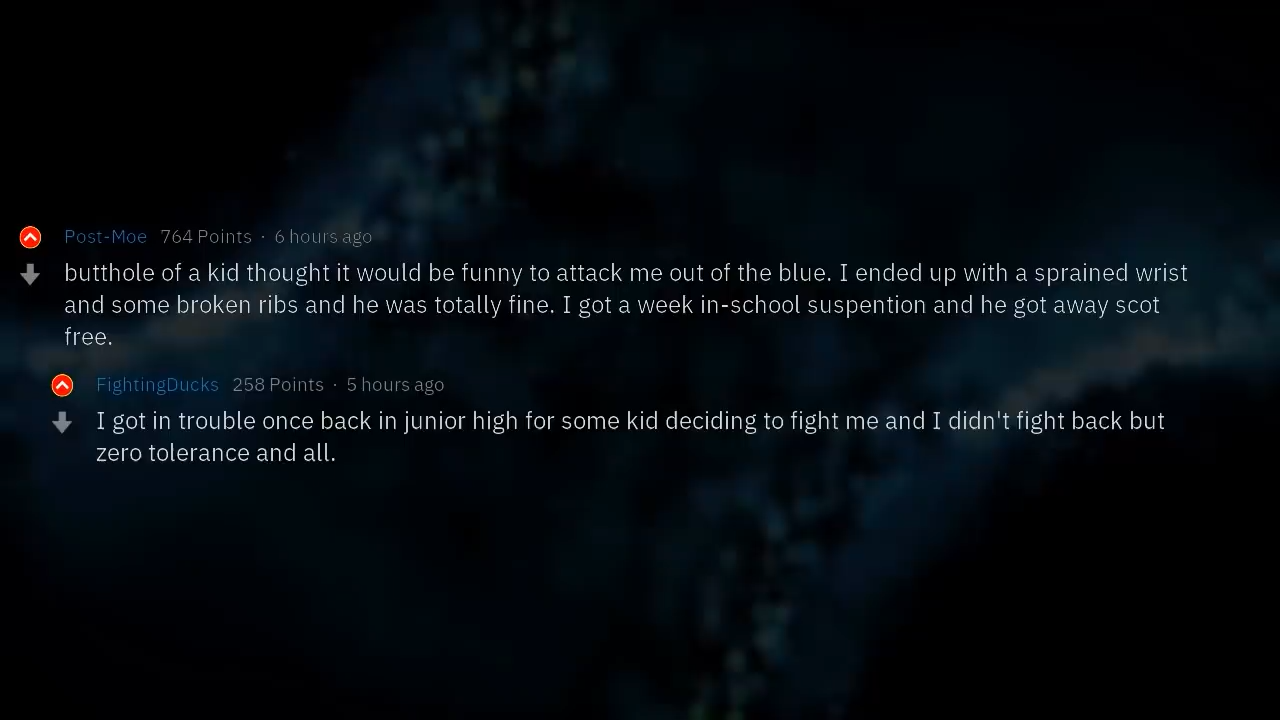 Post-Moe 764 Points · 6 hours ago
butthole of a kid thought it would be funny to attack me out of the blue. I ended up with a sprained wrist
and some broken ribs and he was totally fine. I got a week in-school suspention and he got away scot
free.
FightingDucks 258 Points · 5 hours ago
I got in trouble once back in junior high for some kid deciding to fight me and I didn't fight back but
zero tolerance and all.